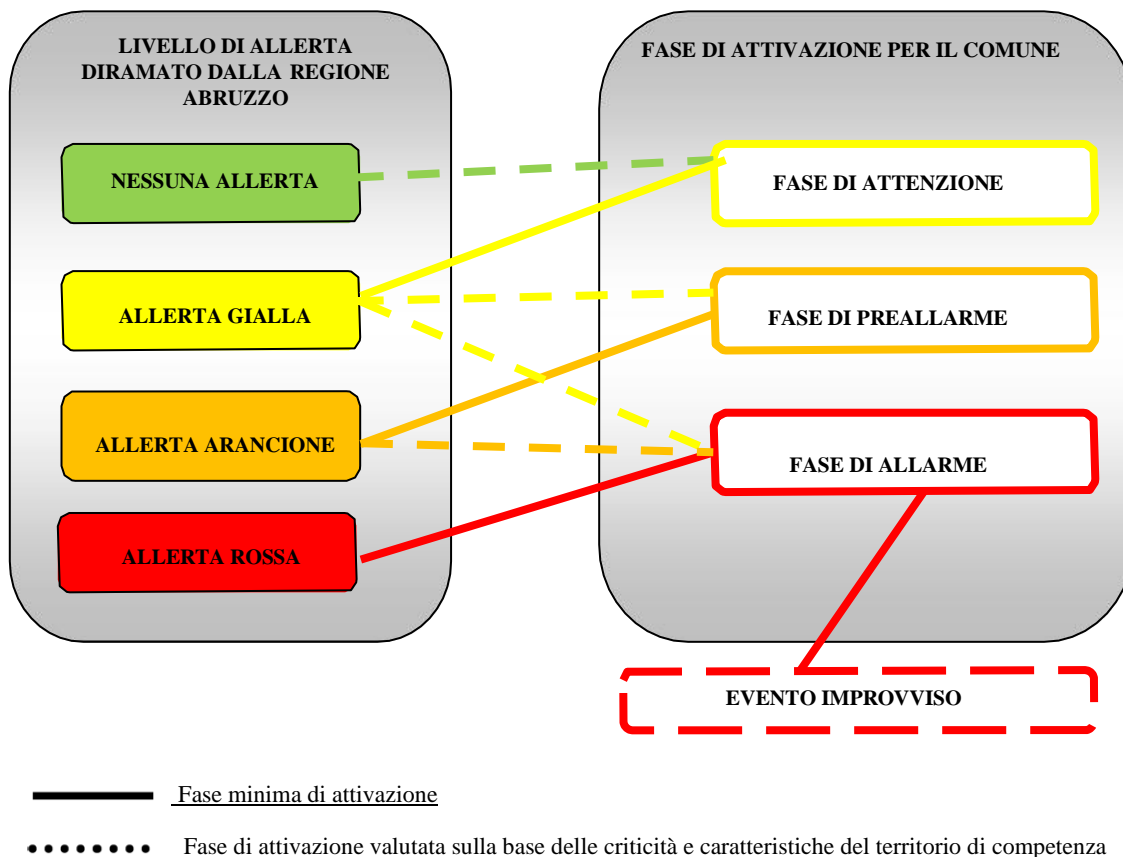 LIVELLO DI ALLERTA
DIRAMATO DALLA REGIONE
ABRUZZO
NESSUNA ALLERTA
ALLERTA GIALLA
ALLERTA ARANCIONE
ALLERTA ROSSA
FASE DI ATTIVAZIONE PER IL COMUNE
FASE DI ATTENZIONE
FASE DI PREALLARME
FASE DI ALLARME
EVENTO IMPROVVISO
Fase minima di attivazione
Fase di attivazione valutata sulla base delle criticità e caratteristiche del territorio di competenza